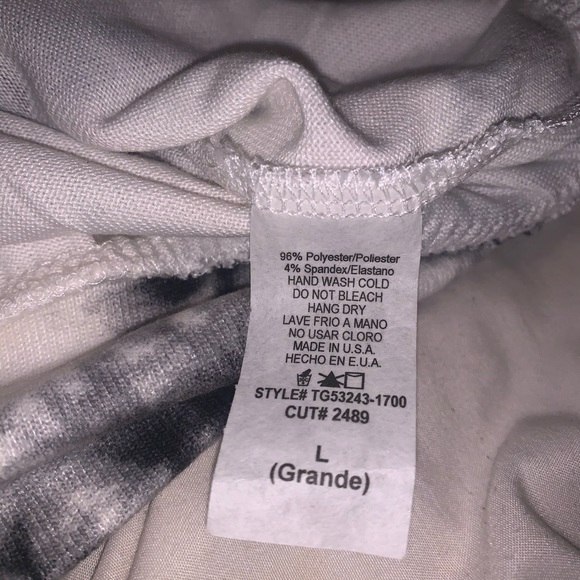 96% Polyester/Poliester
4% Spandex/Elastano
HAND WASH COLD
DO NOT BLEACH
HANG DRY
LAVE FRIO A MANO
NO USAR CLORO
MADE IN U.S.A.
HECHO EN E.U.A.
STYLE# TG53243-1700
CUT# 2489
L
(Grande)